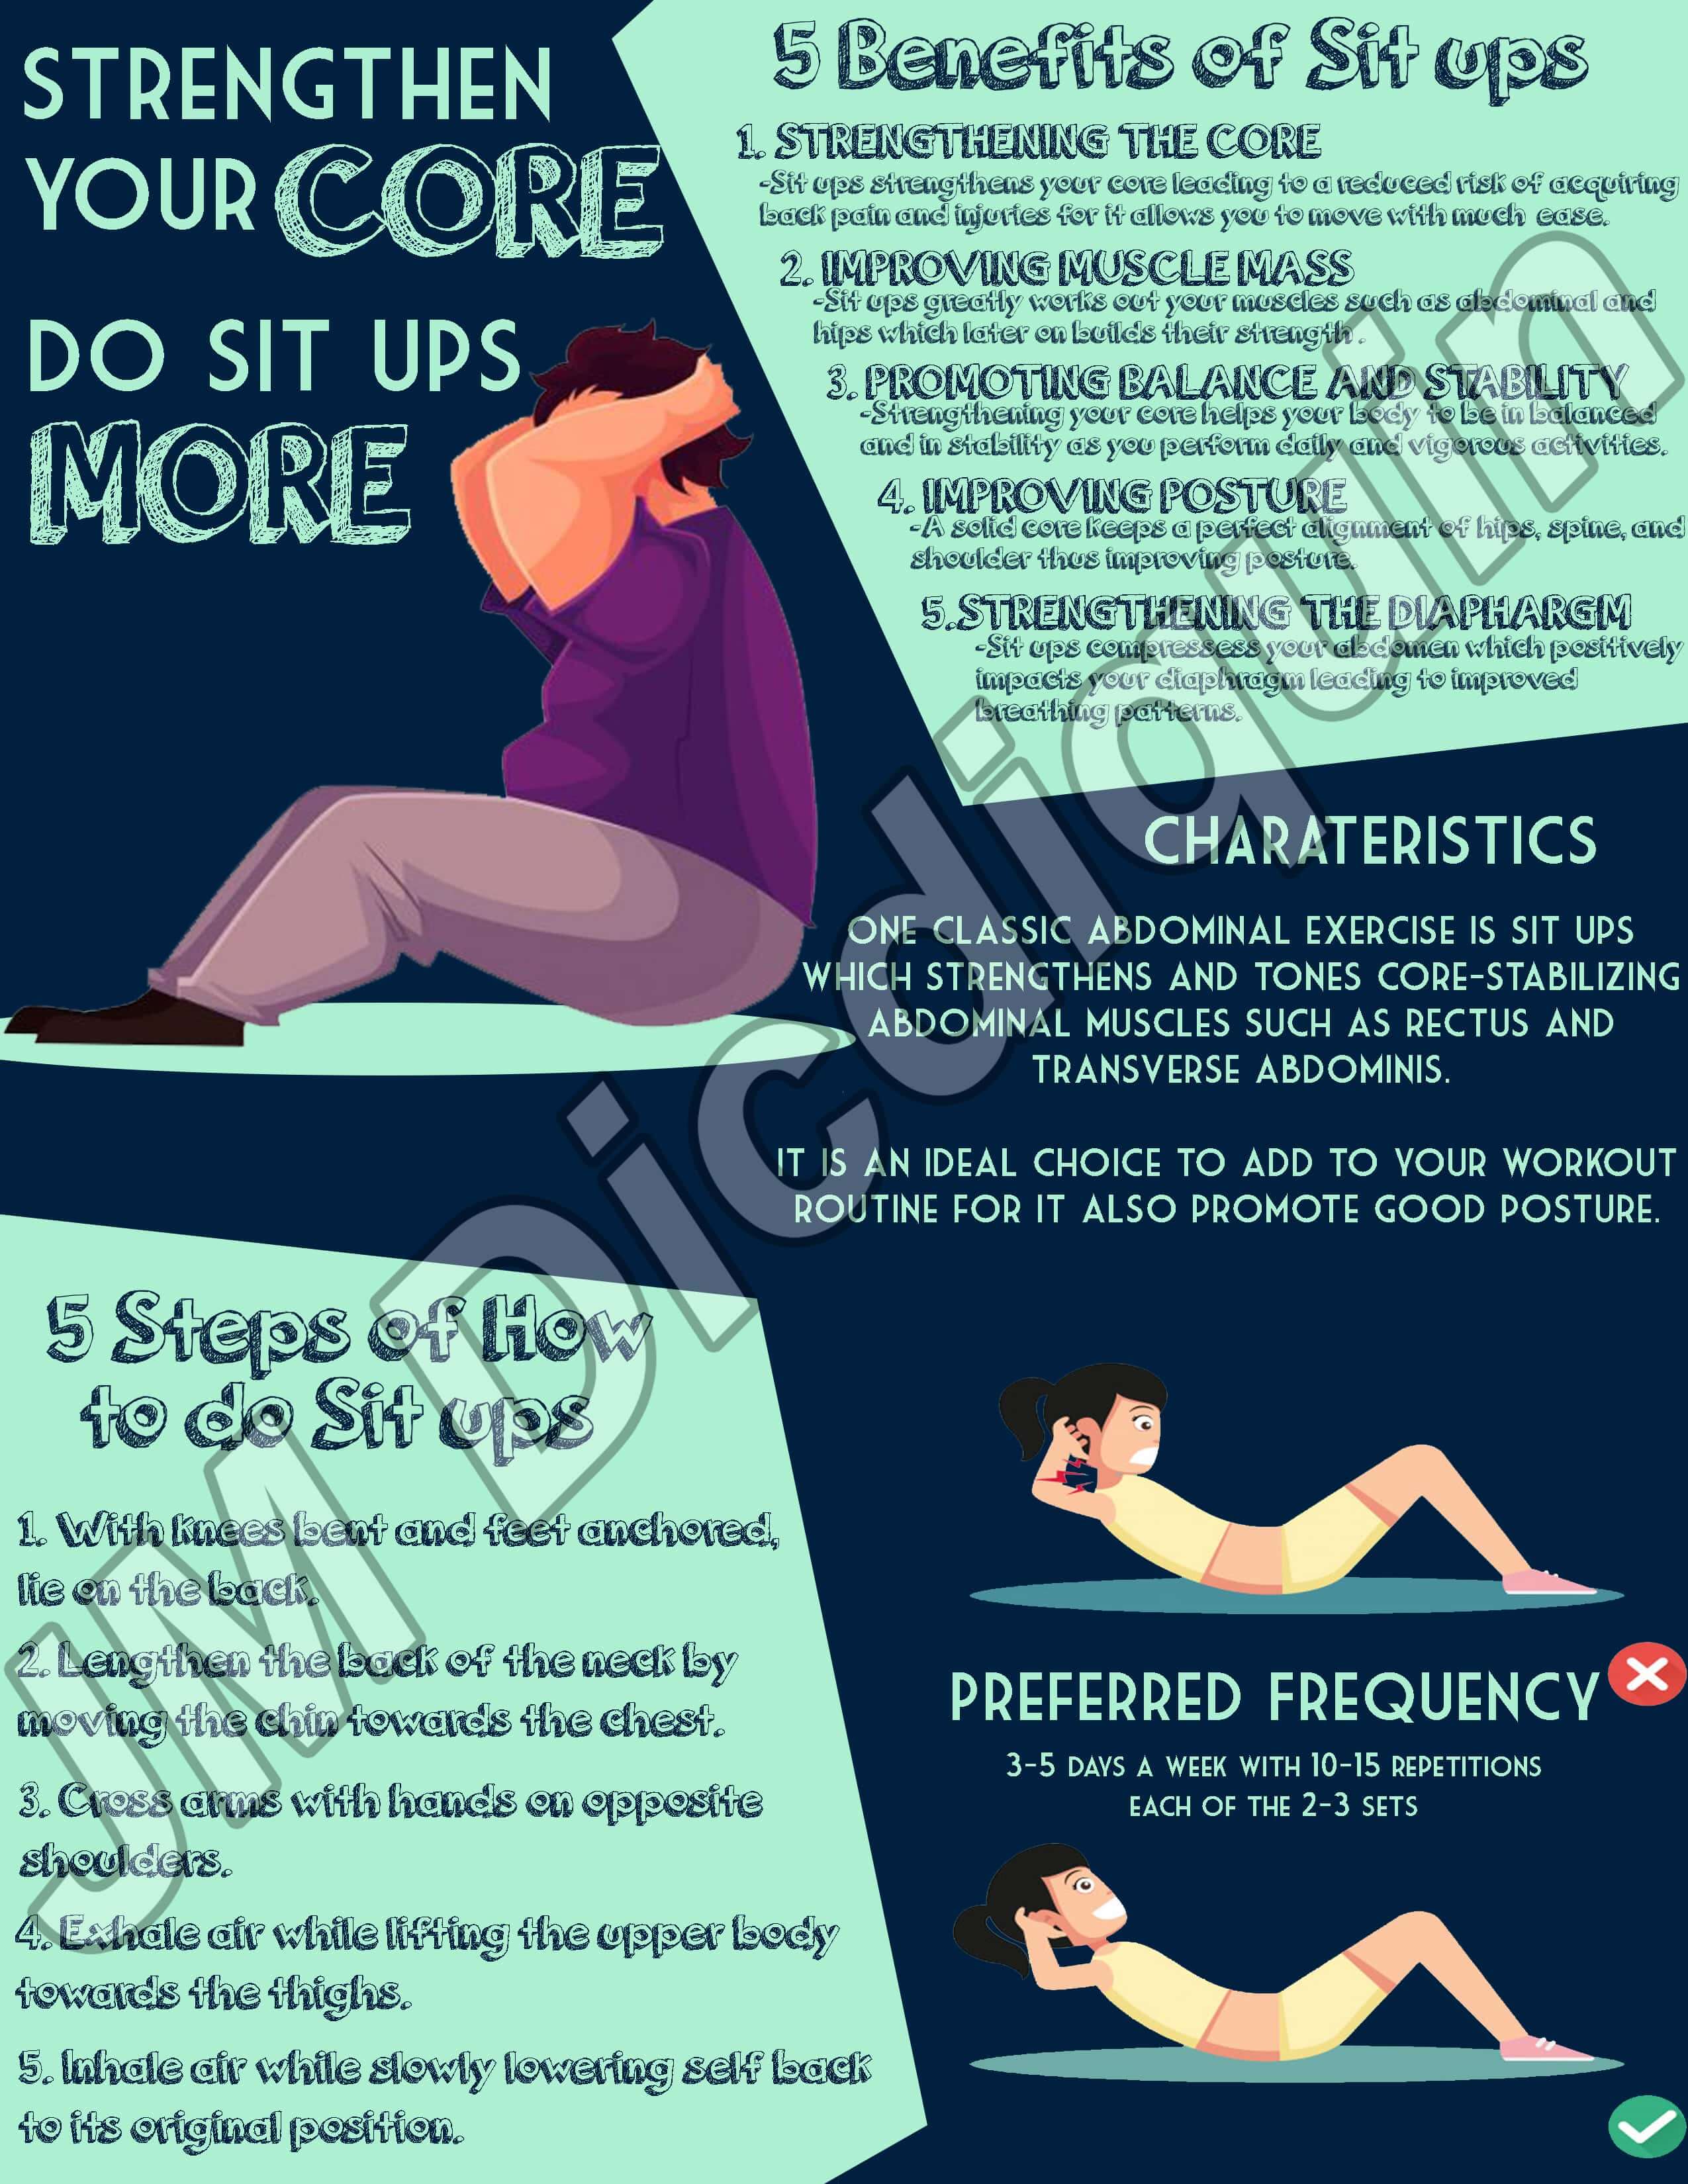 STRENGTHEN
YOUR CORE
DO SIT UPS
MORE
5 Benefits of Sit ups
1. STRENGTHENING THE CORE
-Sit ups strengthens your core leading to a reduced risk of acquiring
back pain and injuries for it allows you to move with much ease.
2. IMPROVING MUSCLE MASS
-Sit ups greatly works out your muscles such as abdominal and
hips which later on builds their strength.
3. PROMOTING BALANCE AND STABILITY
-Strengthening your core helps your body to be in balanced
and in stability as you perform daily and vigorous activities.
4. IMPROVING POSTURE
-A solid core keeps a perfect alignment of hips, spine, and
shoulder thus improving posture.
5.STRENGTHENING THE DIAPHARGM
-Sit ups compressess your abdomen which positively
impacts your diaphragm leading to improved
breathing patterns.
CHARATERISTICS
ONE CLASSIC ABDOMINAL EXERCISE IS SIT UPS
WHICH STRENGTHENS AND TONES CORE-STABILIZING
ABDOMINAL MUSCLES SUCH AS RECTUS AND
TRANSVERSE ABDOMINIS.
IT IS AN IDEAL CHOICE TO ADD TO YOUR WORKOUT
ROUTINE FOR IT ALSO PROMOTE GOOD POSTURE.
5 Steps of How
to do Sit ups
1. With knees bent and feet anchored,
lie on the back.
2. Lengthen the back of the neck by
moving the chin towards the chest.
3. Cross arms with hands on opposite
shoulders.
4. Exhale air while lifting the upper body
towards the thighs.
5. Inhale air while slowly lowering self back
to its original position.
PREFERRED FREQUENCY
3-5 DAYS A WEEK WITH 10-15 REPETITIONS
EACH OF THE 2-3 SETS
JM Dicdiquin